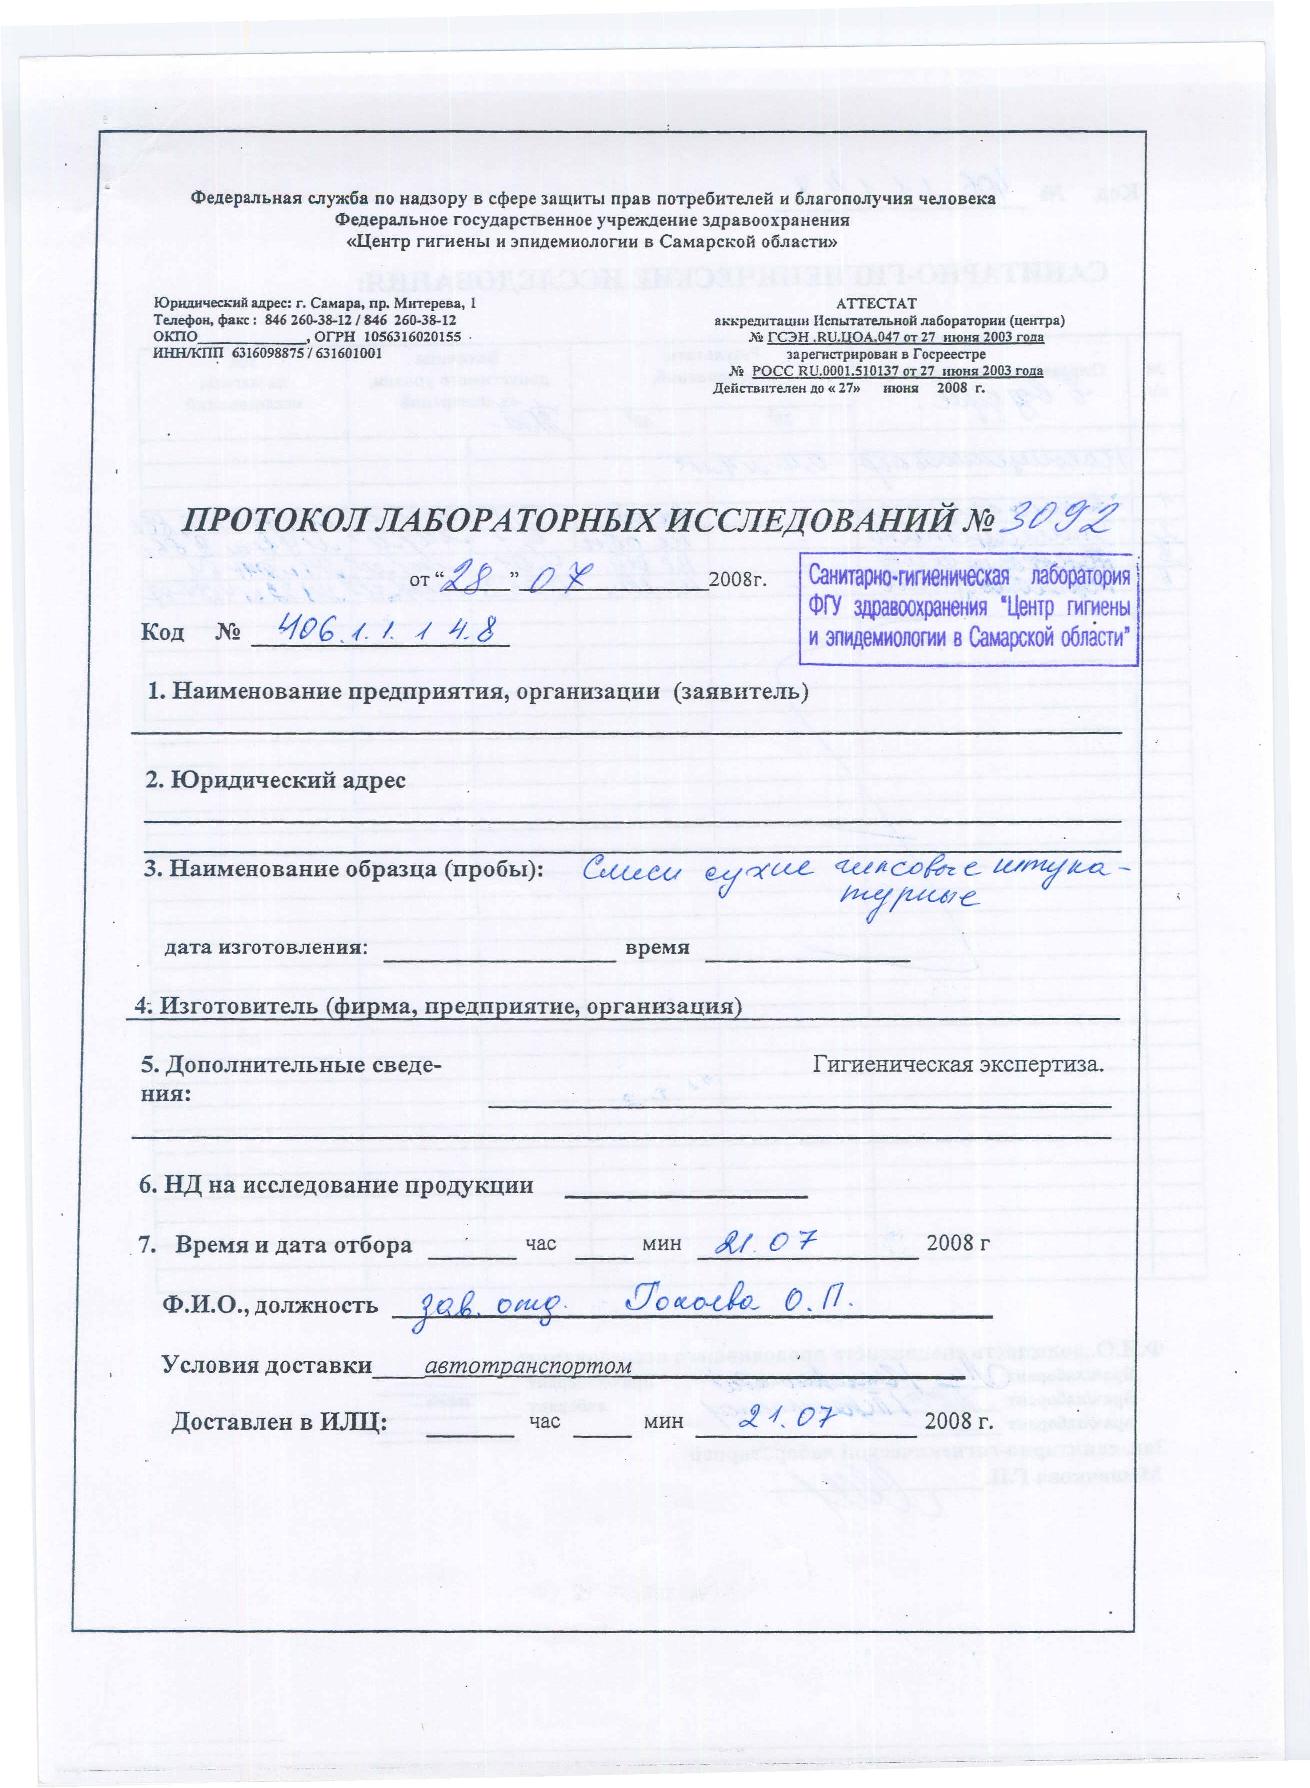 Федеральная служба по надзору в сфере защиты прав потребителей и благополучия человека
Федеральное государственное учреждение здравоохранения
«Центр гигиены и эпидемиологии в Самарской области»
Юридический адрес: г. Самара, пр. Митерева, 1
Телефон, факс : 846 260-38-12 / 846 260-38-12
ОКПО_______________, ОГРН 1056316020155
ИНН/КПП 6316098875 / 631601001
АТТЕСТАТ
аккредитации Испытательной лаборатории (центра)
№ ГСЭН .RU.ЦОА.047 от 27 июня 2003 года
зарегистрирован в Госреестре
№ РОСС RU.0001.510137 от 27 июня 2003 года
Действителен до « 27» июня 2008 г.
ПРОТОКОЛ ЛАБОРАТОРНЫХ ИССЛЕДОВАНИЙ № 3092
от “28” 07 2008г.
Санитарно-гигиеническая лаборатория
ФГУ здравоохранения "Центр гигиены
и эпидемиологии в Самарской области"
Код № 406.1.1.1 4.8
1. Наименование предприятия, организации (заявитель)
2. Юридический адрес
3. Наименование образца (пробы): Смеси сухие гипсовые штука-
турные
дата изготовления: время
4. Изготовитель (фирма, предприятие, организация)
5. Дополнительные сведе- Гигиеническая экспертиза.
ния:
6. НД на исследование продукции
7. Время и дата отбора час мин 21.07 2008 г
Ф.И.О., должность зав. отд. О.П.
Условия доставки автотранспортом
Доставлен в ИЛЦ: час мин 21.07 2008 г.